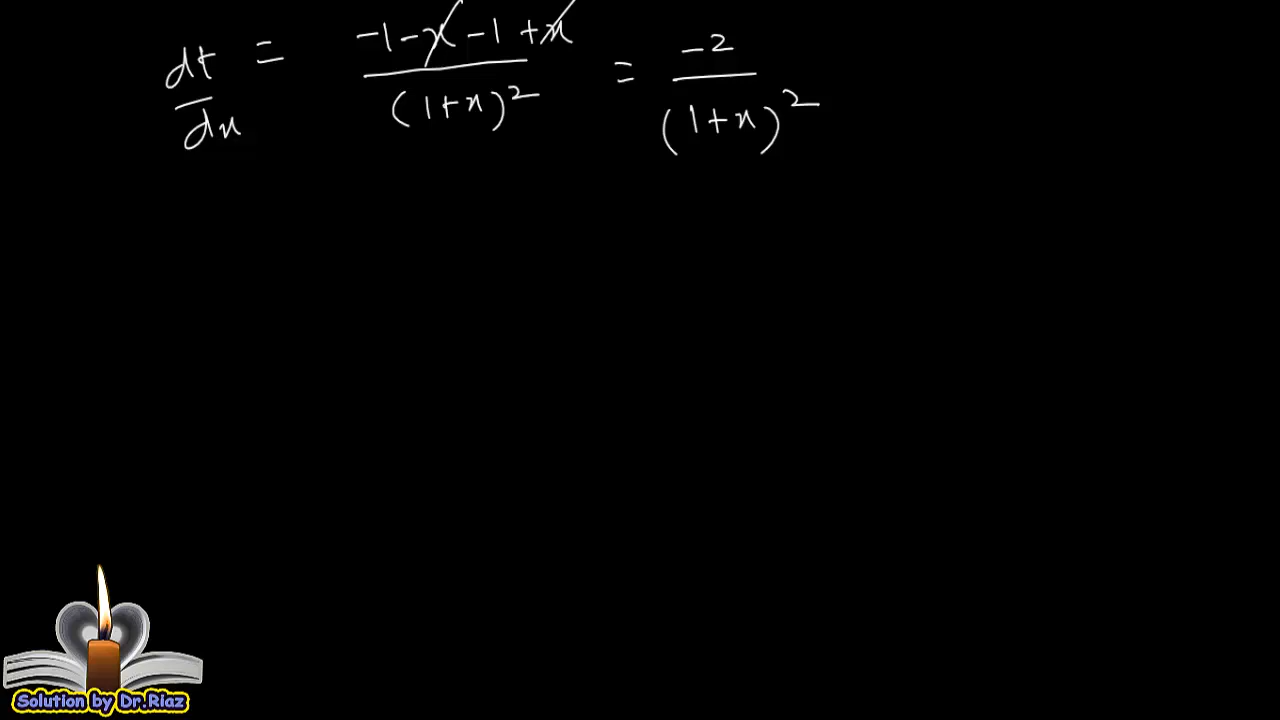 dt/dx = (-1-x-1+x)/(1+x)² = -2/(1+x)²
Solution by Dr.Riaz